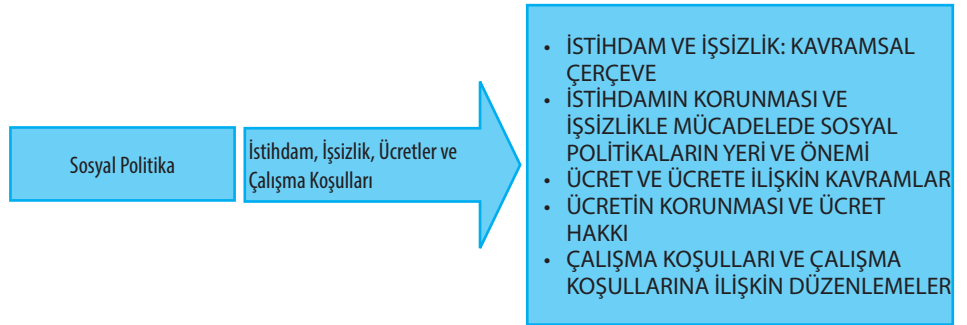 Sosyal Politika
İstihdam, İşsizlik, Ücretler ve
Çalışma Koşulları
• İSTİHDAM VE İŞSİZLİK: KAVRAMSAL
ÇERÇEVE
• İSTİHDAMIN KORUNMASI VE
İŞSİZLİKLE MÜCADELEDE SOSYAL
POLİTİKALARIN YERİ VE ÖNEMİ
• ÜCRET VE ÜCRETE İLİŞKİN KAVRAMLAR
• ÜCRETİN KORUNMASI VE ÜCRET
HAKKI
• ÇALIŞMA KOŞULLARI VE ÇALIŞMA
KOŞULLARINA İLİŞKİN DÜZENLEMELER